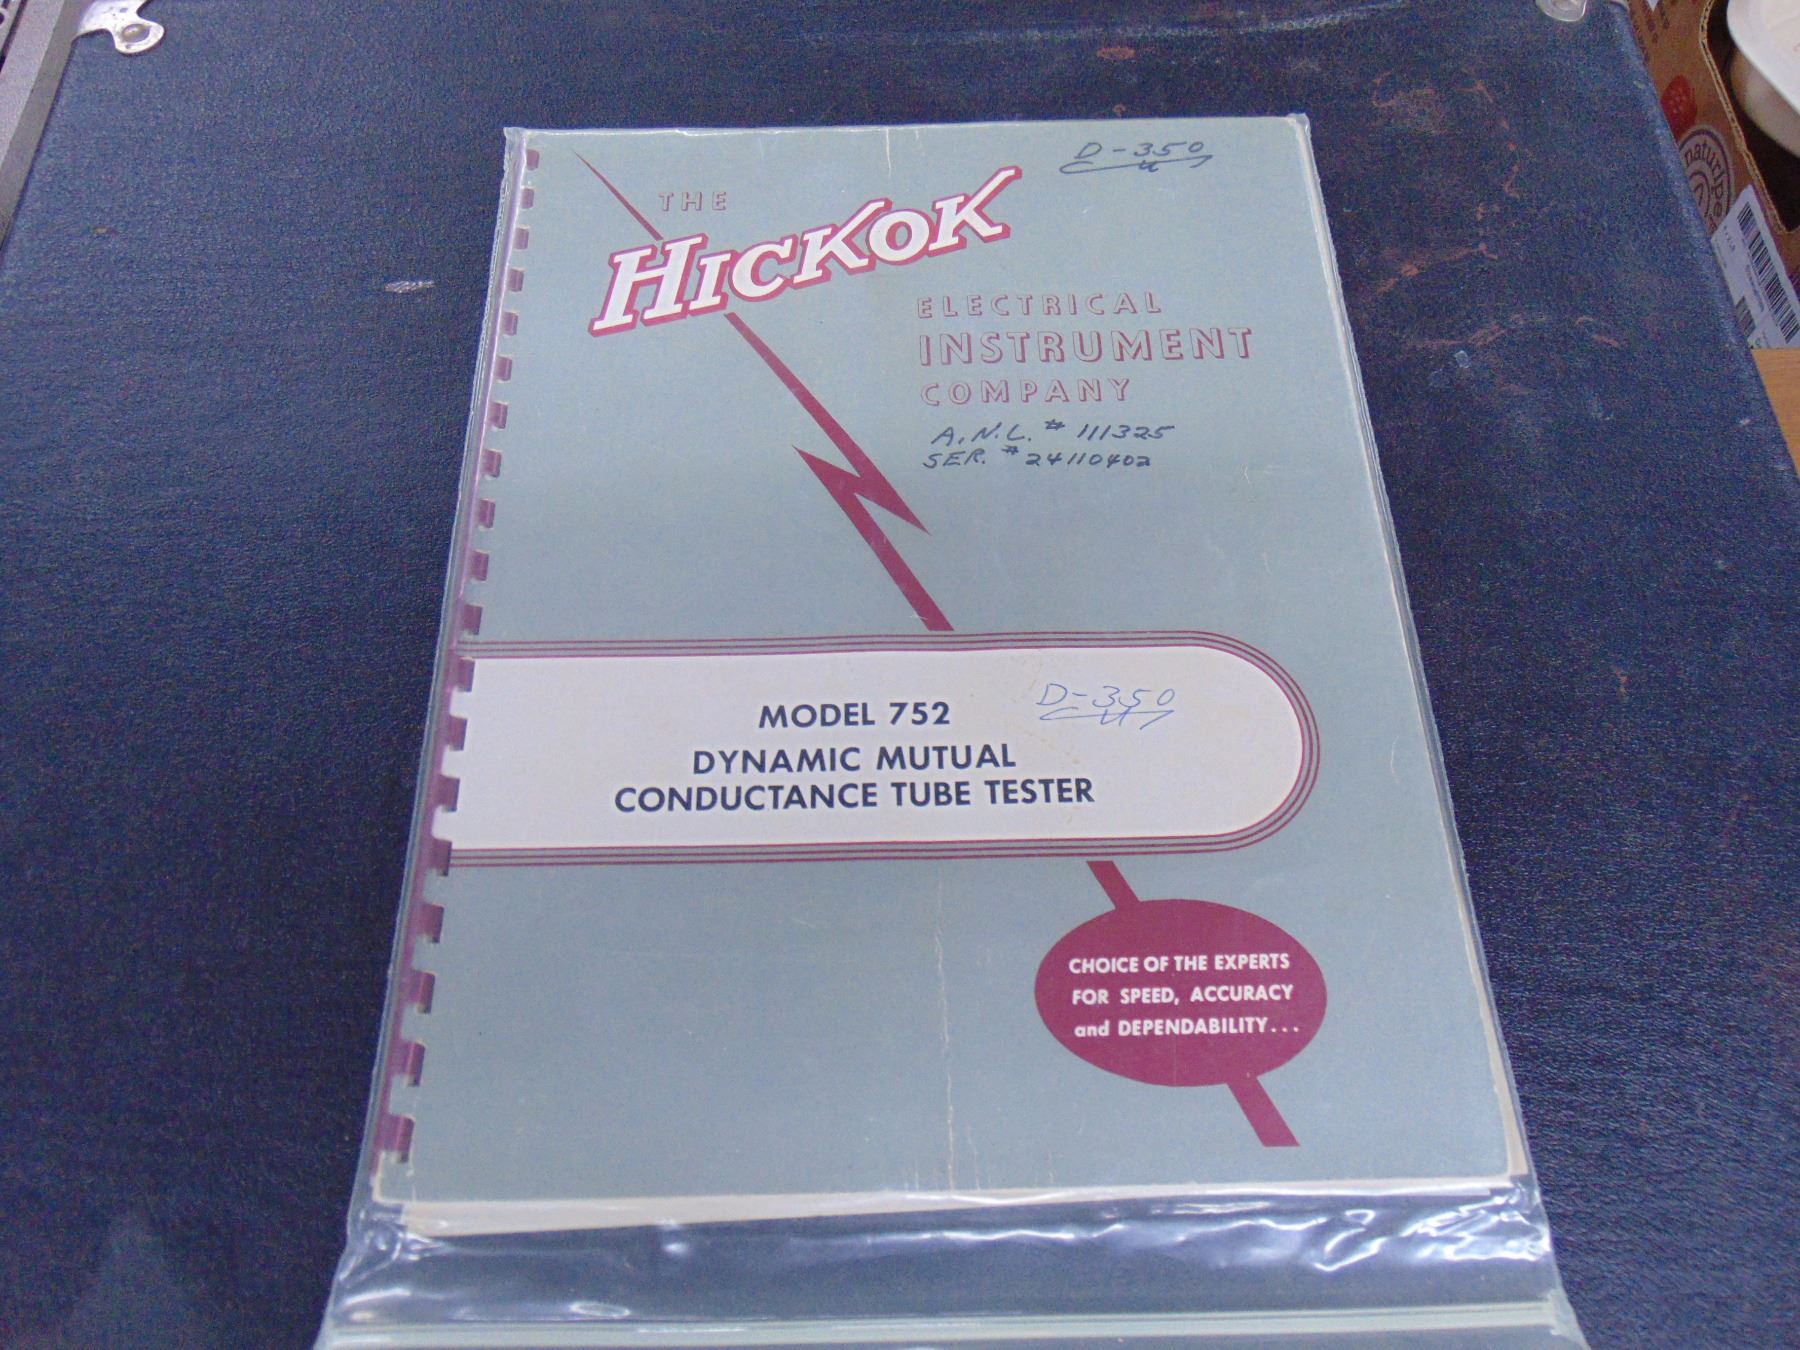 D-350
THE
HICKOK
ELECTRICAL
INSTRUMENT
COMPANY
A.N.L. # 111325
SER. # 24110402
MODEL 752
D-350
DYNAMIC MUTUAL
CONDUCTANCE TUBE TESTER
CHOICE OF THE EXPERTS
FOR SPEED, ACCURACY
and DEPENDABILITY...
naturipe